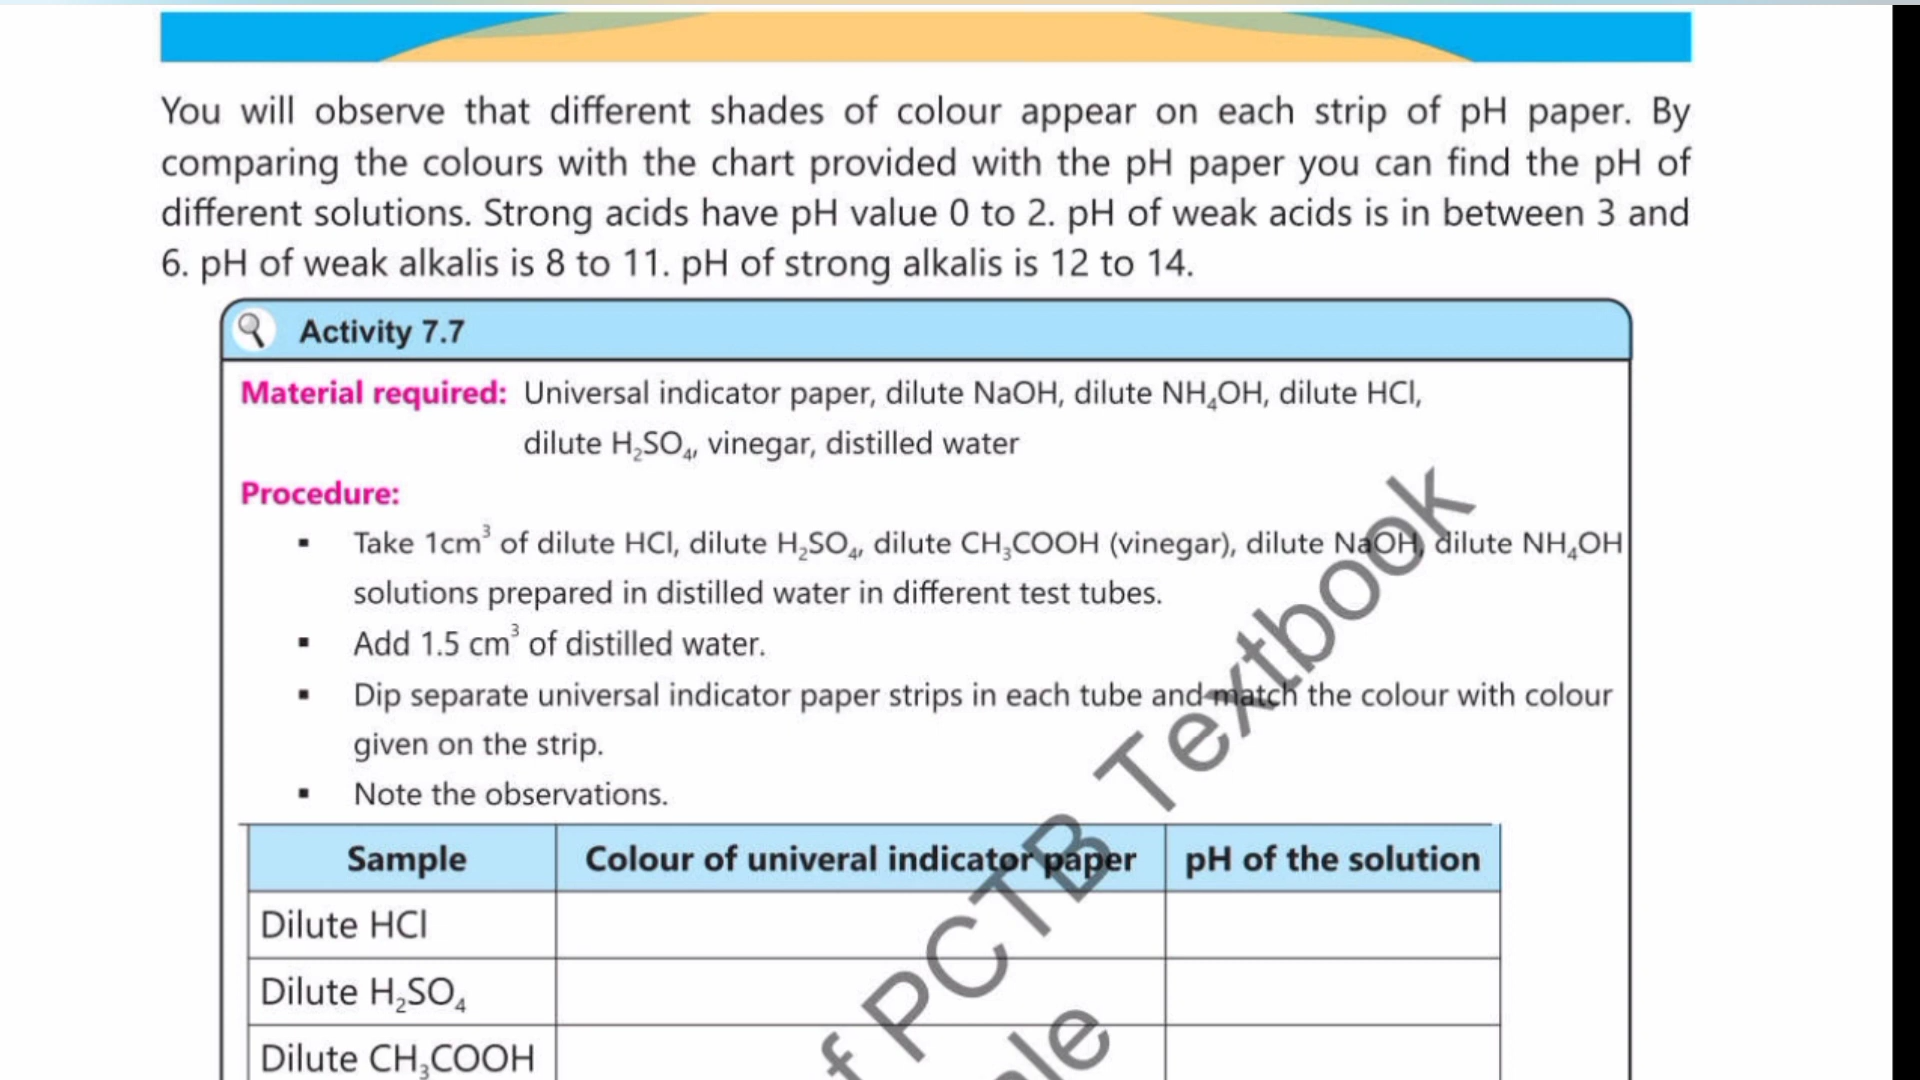 You will observe that different shades of colour appear on each strip of pH paper. By
comparing the colours with the chart provided with the pH paper you can find the pH of
different solutions. Strong acids have pH value 0 to 2. pH of weak acids is in between 3 and
6. pH of weak alkalis is 8 to 11. pH of strong alkalis is 12 to 14.
Activity 7.7
Material required: Universal indicator paper, dilute NaOH, dilute NH₄OH, dilute HCl,
dilute H₂SO₄, vinegar, distilled water
Procedure:
▪ Take 1cm³ of dilute HCl, dilute H₂SO₄, dilute CH₃COOH (vinegar), dilute NaOH, dilute NH₄OH
solutions prepared in distilled water in different test tubes.
▪ Add 1.5 cm³ of distilled water.
▪ Dip separate universal indicator paper strips in each tube and match the colour with colour
given on the strip.
▪ Note the observations.
Sample Colour of univeral indicator paper pH of the solution
Dilute HCl
Dilute H₂SO₄
Dilute CH₃COOH
PCTB Textbook